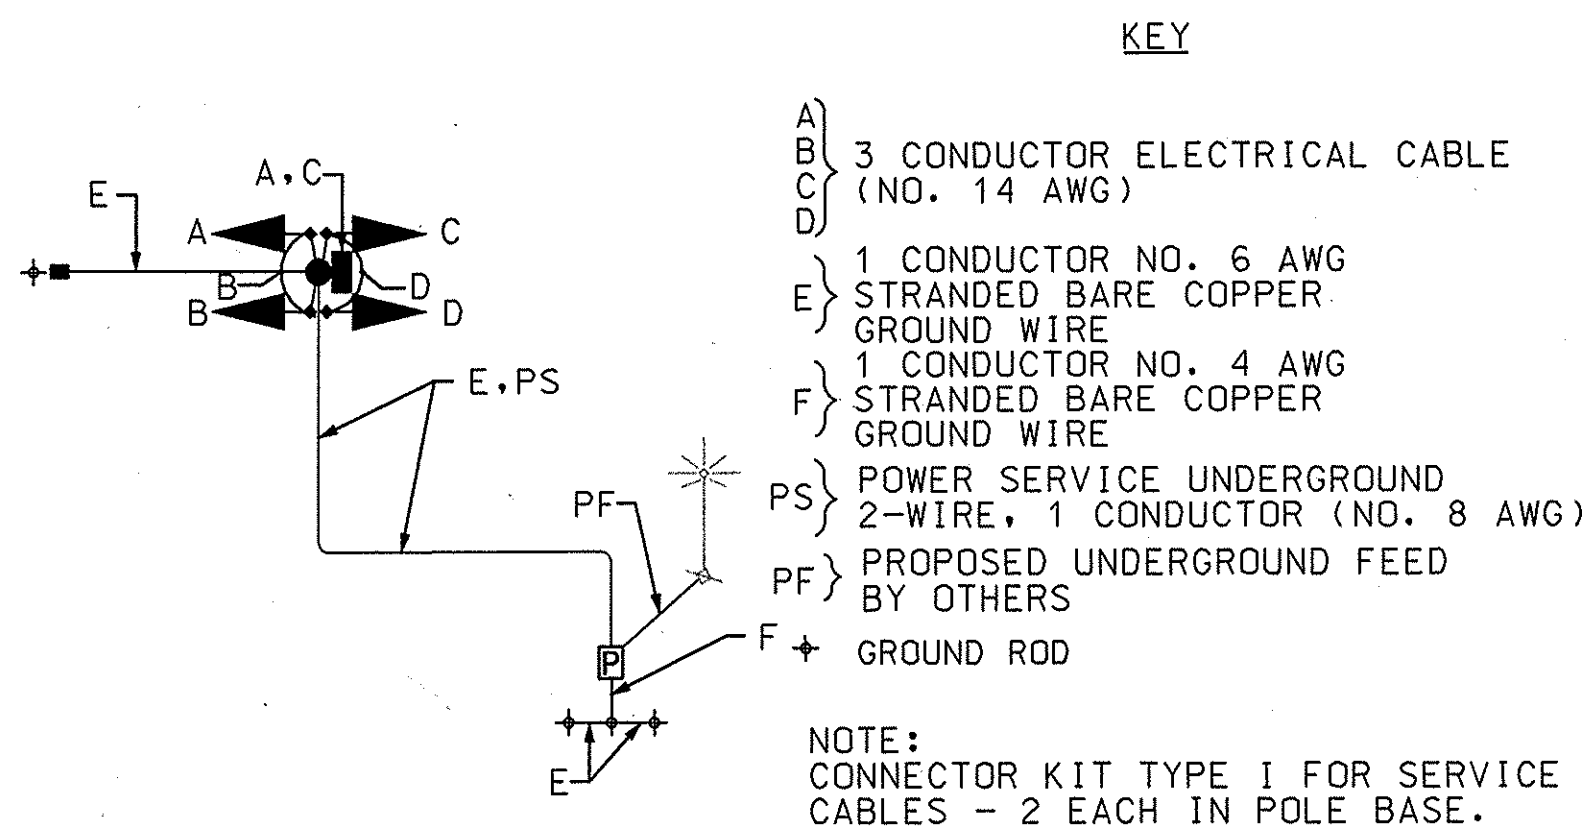 KEY
A
B
C
D
3 CONDUCTOR ELECTRICAL CABLE
(NO. 14 AWG)
E
1 CONDUCTOR NO. 6 AWG
STRANDED BARE COPPER
GROUND WIRE
F
1 CONDUCTOR NO. 4 AWG
STRANDED BARE COPPER
GROUND WIRE
PS
POWER SERVICE UNDERGROUND
2-WIRE, 1 CONDUCTOR (NO. 8 AWG)
PF
PROPOSED UNDERGROUND FEED
BY OTHERS
GROUND ROD
NOTE:
CONNECTOR KIT TYPE I FOR SERVICE
CABLES - 2 EACH IN POLE BASE.
A,C
E
A
C
B
D
B
D
E,PS
PF
F
P
E